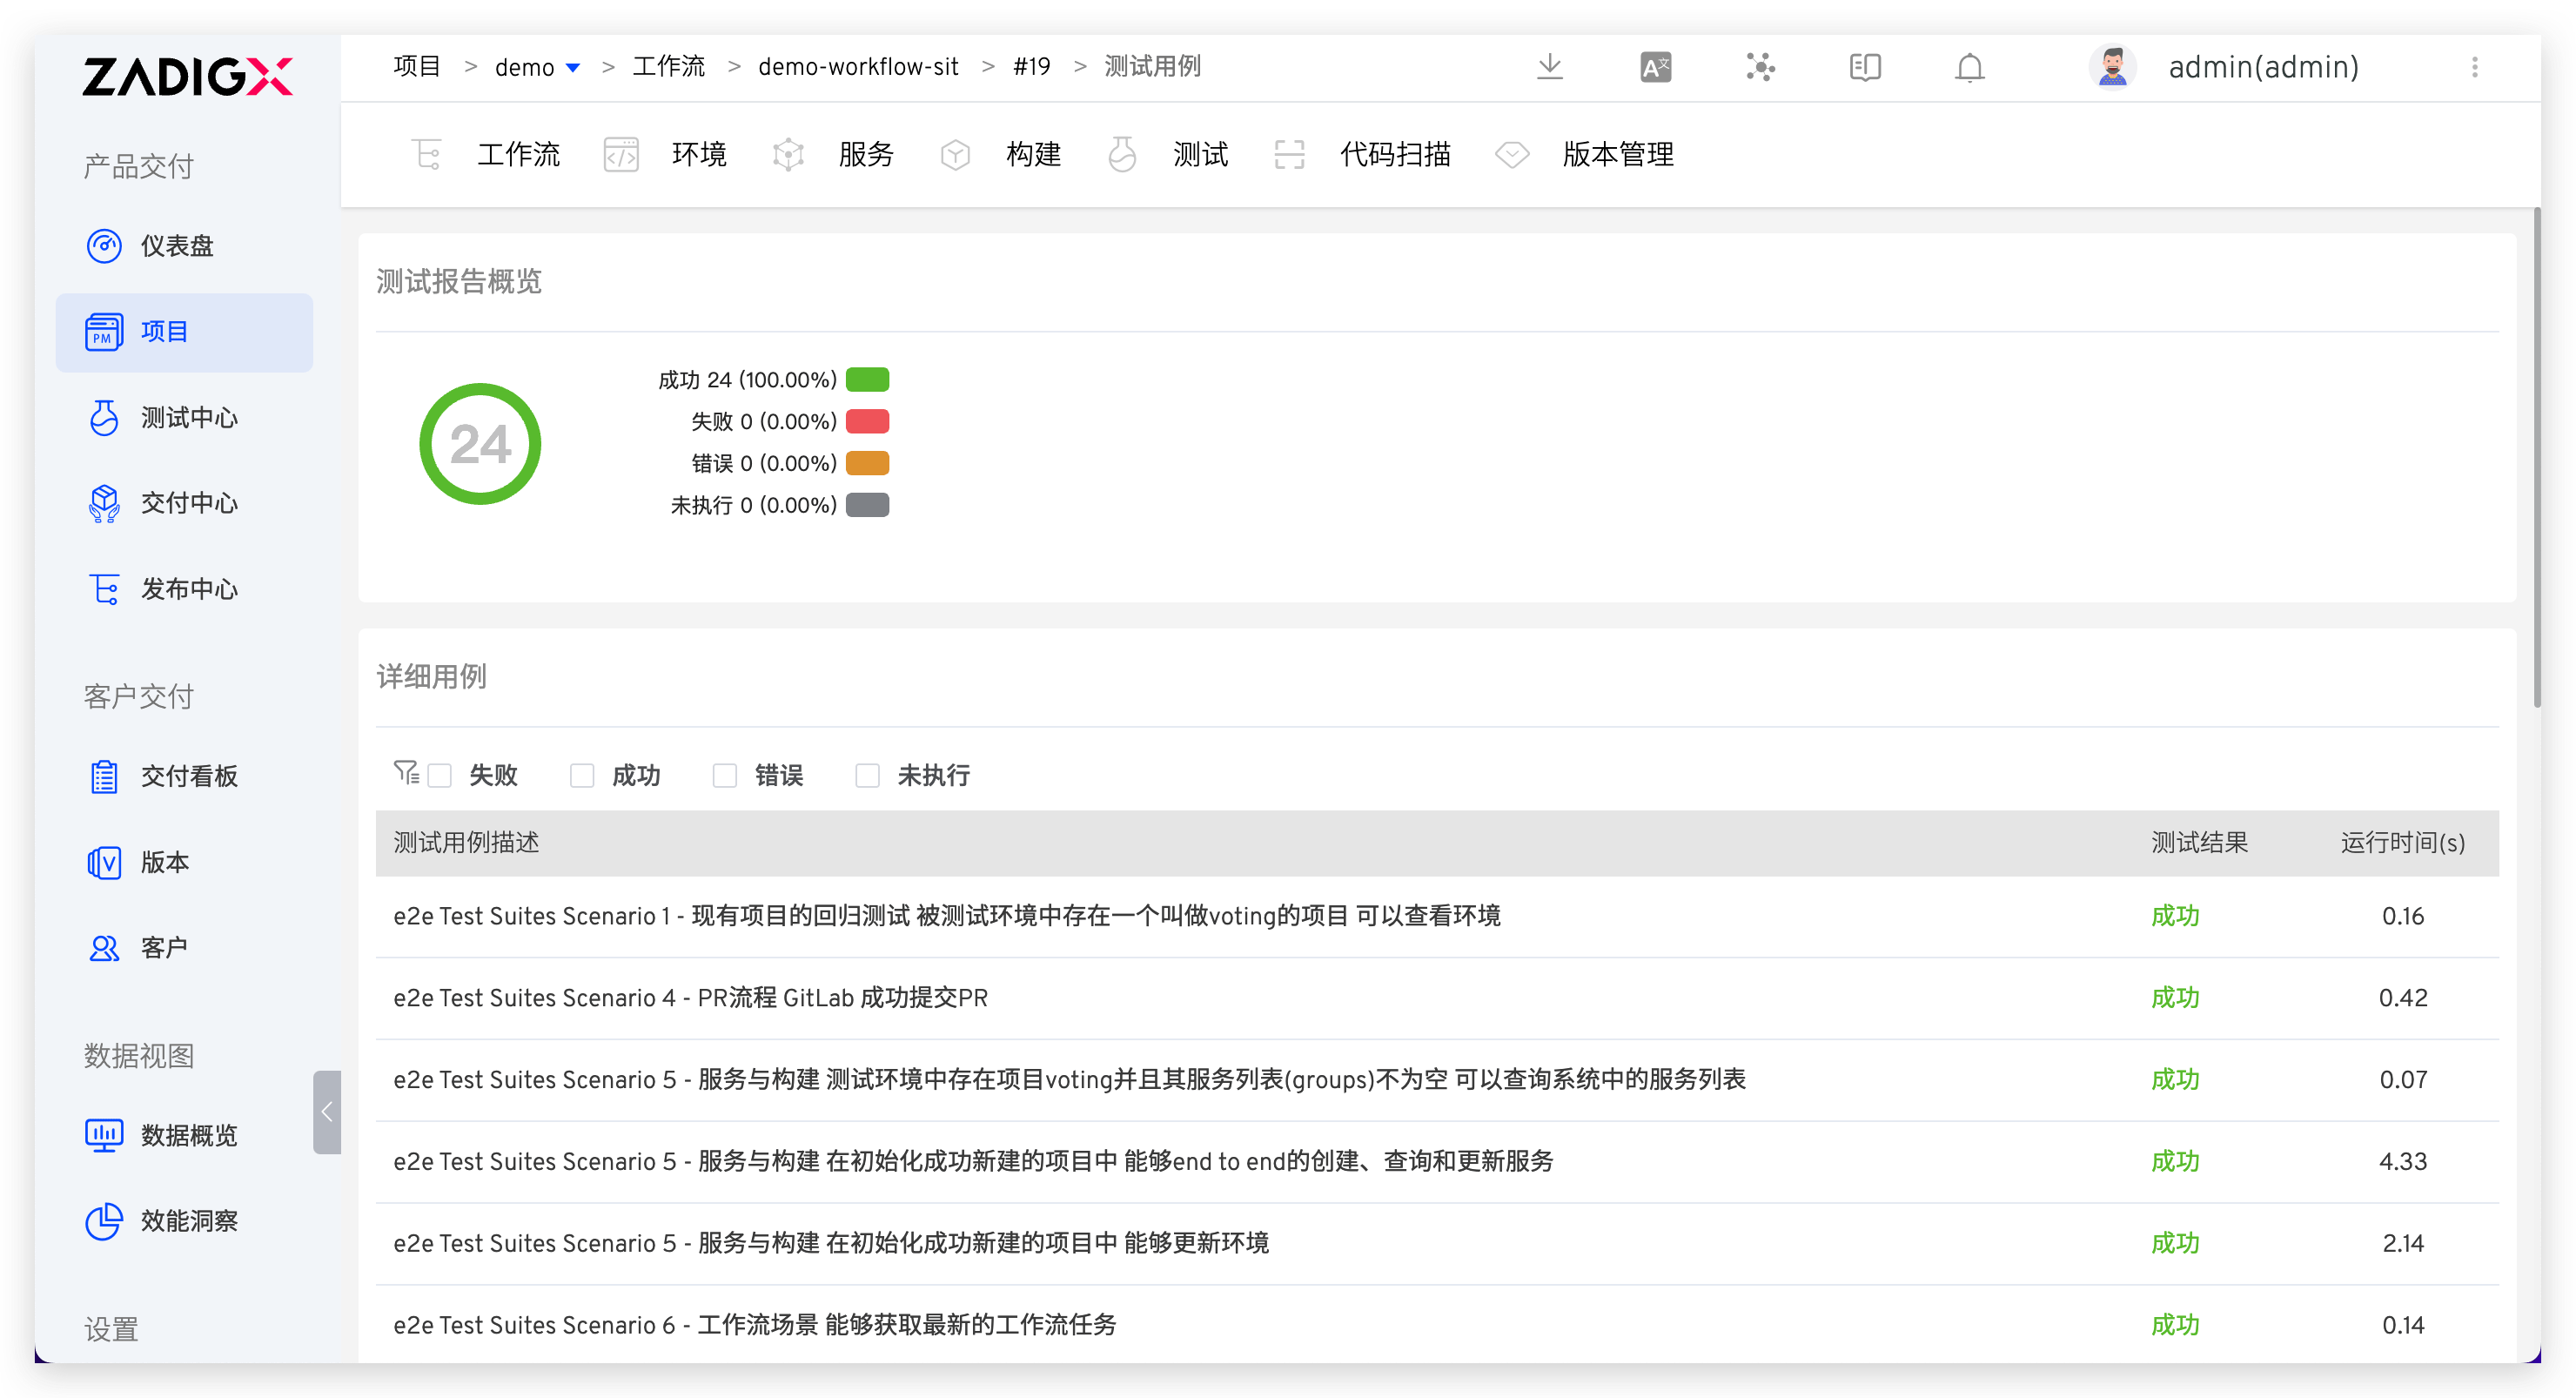 ZADIGX
项目 > demo > 工作流 > demo-workflow-sit > #19 > 测试用例
A文
admin(admin)
工作流 环境 服务 构建 测试 代码扫描 版本管理
产品交付
仪表盘
PM 项目
测试中心
交付中心
发布中心
客户交付
交付看板
V 版本
客户
数据视图
数据概览
效能洞察
设置
测试报告概览
24
成功 24 (100.00%)
失败 0 (0.00%)
错误 0 (0.00%)
未执行 0 (0.00%)
详细用例
失败 成功 错误 未执行
测试用例描述 测试结果 运行时间(s)
e2e Test Suites Scenario 1 - 现有项目的回归测试 被测试环境中存在一个叫做voting的项目 可以查看环境 成功 0.16
e2e Test Suites Scenario 4 - PR流程 GitLab 成功提交PR 成功 0.42
e2e Test Suites Scenario 5 - 服务与构建 测试环境中存在项目voting并且其服务列表(groups)不为空 可以查询系统中的服务列表 成功 0.07
e2e Test Suites Scenario 5 - 服务与构建 在初始化成功新建的项目中 能够end to end的创建、查询和更新服务 成功 4.33
e2e Test Suites Scenario 5 - 服务与构建 在初始化成功新建的项目中 能够更新环境 成功 2.14
e2e Test Suites Scenario 6 - 工作流场景 能够获取最新的工作流任务 成功 0.14